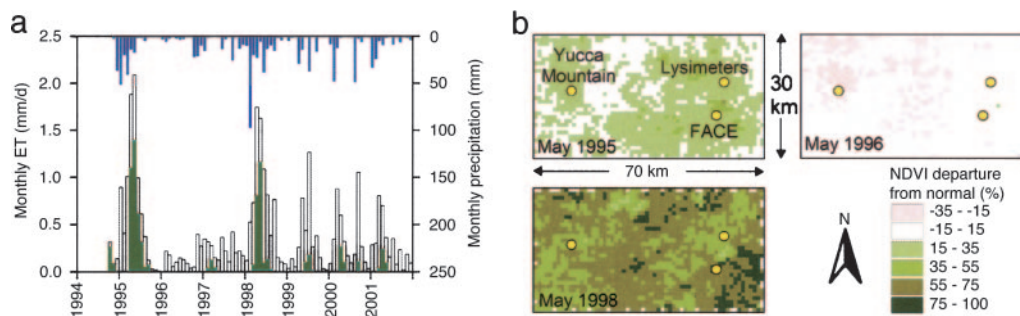 a
Monthly ET (mm/d)
2.5
2.0
1.5
1.0
0.5
0.0
1994
1995
1996
1997
1998
1999
2000
2001
0
50
100
150
200
250
Monthly precipitation (mm)
b
Yucca
Mountain
Lysimeters
FACE
May 1995
30
km
70 km
May 1996
May 1998
N
NDVI departure
from normal (%)
-35 - -15
-15 - 15
15 - 35
35 - 55
55 - 75
75 - 100